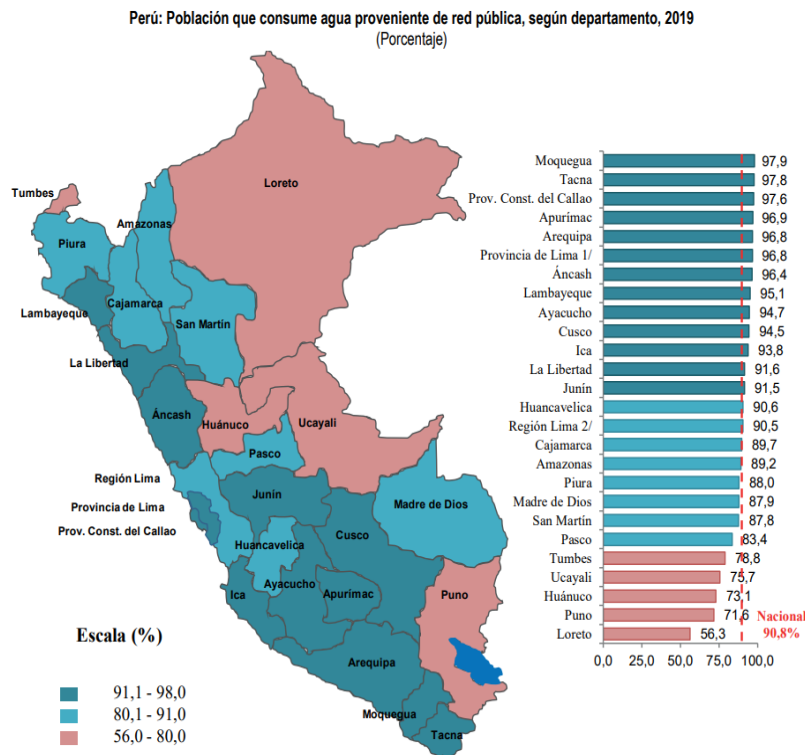 Perú: Población que consume agua proveniente de red pública, según departamento, 2019
(Porcentaje)
Loreto
Tumbes
Amazonas
Piura
Cajamarca
Lambayeque
San Martín
La Libertad
Áncash
Huánuco
Ucayali
Pasco
Región Lima
Junín
Provincia de Lima
Madre de Dios
Prov. Const. del Callao
Cusco
Huancavelica
Ayacucho
Apurímac
Ica
Puno
Arequipa
Moquegua
Tacna
Escala (%)
91,1 - 98,0
80,1 - 91,0
56,0 - 80,0
Moquegua 97,9
Tacna 97,8
Prov. Const. del Callao 97,6
Apurímac 96,9
Arequipa 96,8
Provincia de Lima 1/ 96,8
Áncash 96,4
Lambayeque 95,1
Ayacucho 94,7
Cusco 94,5
Ica 93,8
La Libertad 91,6
Junín 91,5
Huancavelica 90,6
Región Lima 2/ 90,5
Cajamarca 89,7
Amazonas 89,2
Piura 88,0
Madre de Dios 87,9
San Martín 87,8
Pasco 83,4
Tumbes 78,8
Ucayali 75,7
Huánuco 73,1
Puno 71,6
Loreto 56,3
Nacional
90,8%
0,0 25,0 50,0 75,0 100,0